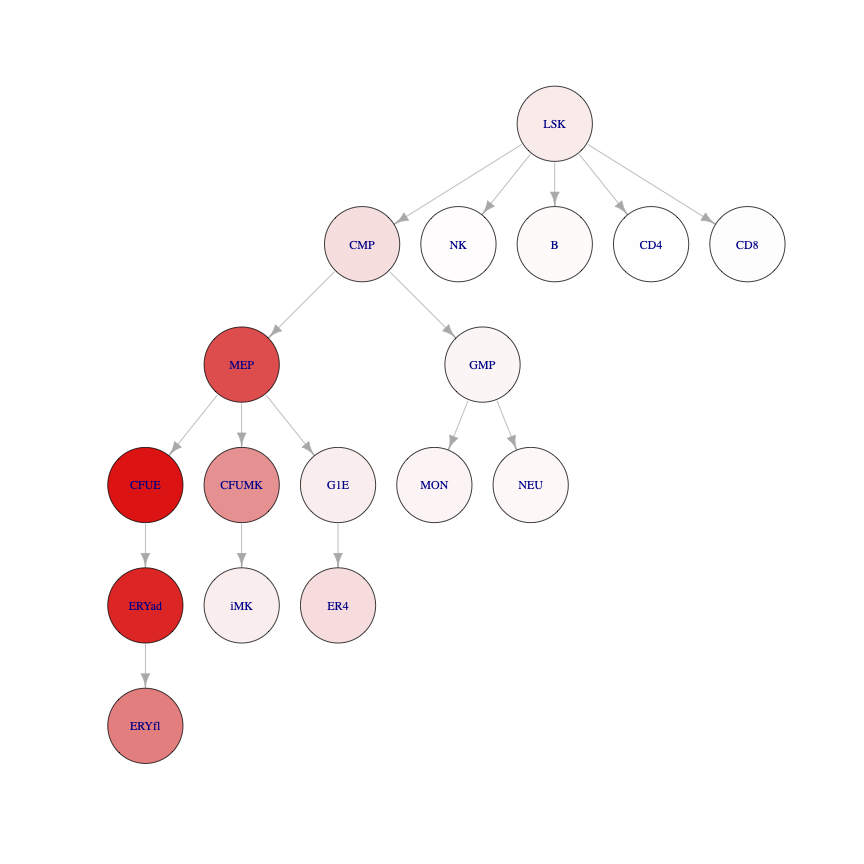 LSK
CMP
NK
B
CD4
CD8
MEP
GMP
CFUE
CFUMK
G1E
MON
NEU
ERYad
iMK
ER4
ERYfl